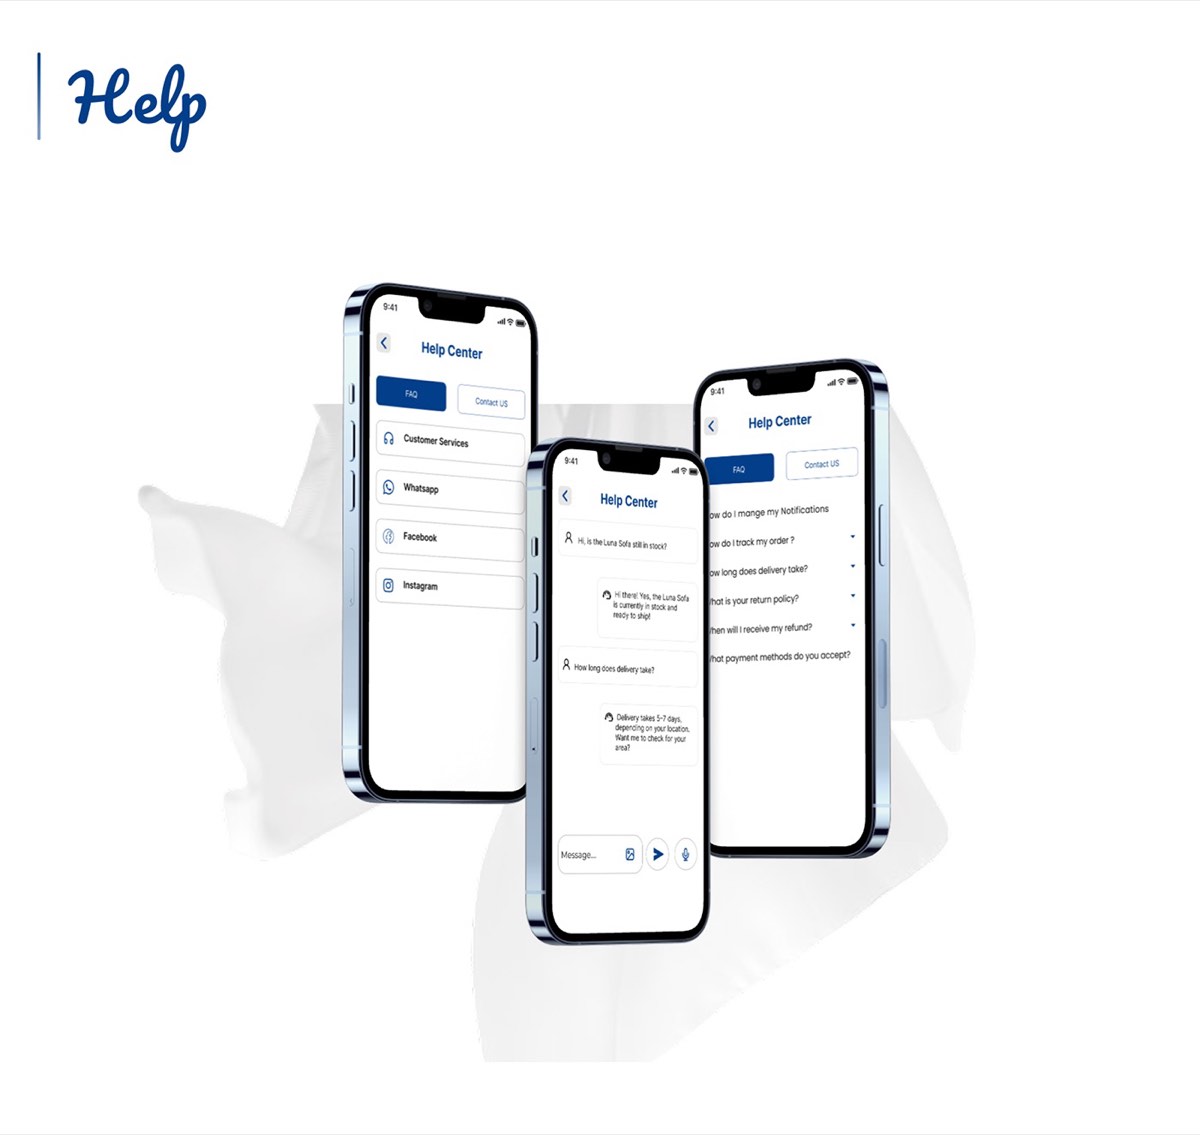 Help
9:41
Help Center
FAQ
Contact US
Customer Services
Whatsapp
Facebook
Instagram
9:41
Help Center
Hi, is the Luna Sofa still in stock?
Hi there! Yes, the Luna Sofa
is currently in stock and
ready to ship!
How long does delivery take?
Delivery takes 5-7 days,
depending on your location.
Want me to check for your
area?
Message...
9:41
Help Center
FAQ
Contact US
ow do I mange my Notifications
ow do I track my order ?
ow long does delivery take?
hat is your return policy?
hen will I receive my refund?
hat payment methods do you accept?